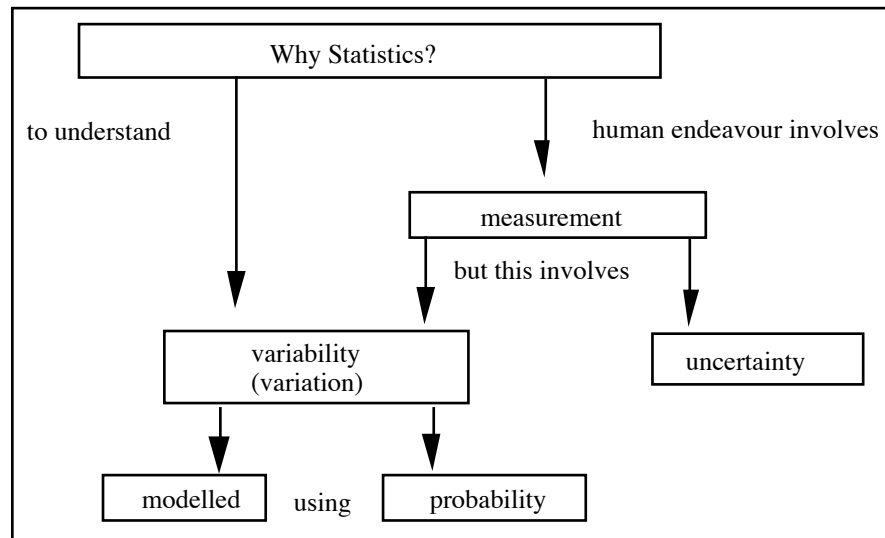 Why Statistics?
to understand
human endeavour involves
measurement
but this involves
variability
(variation)
uncertainty
modelled
using
probability